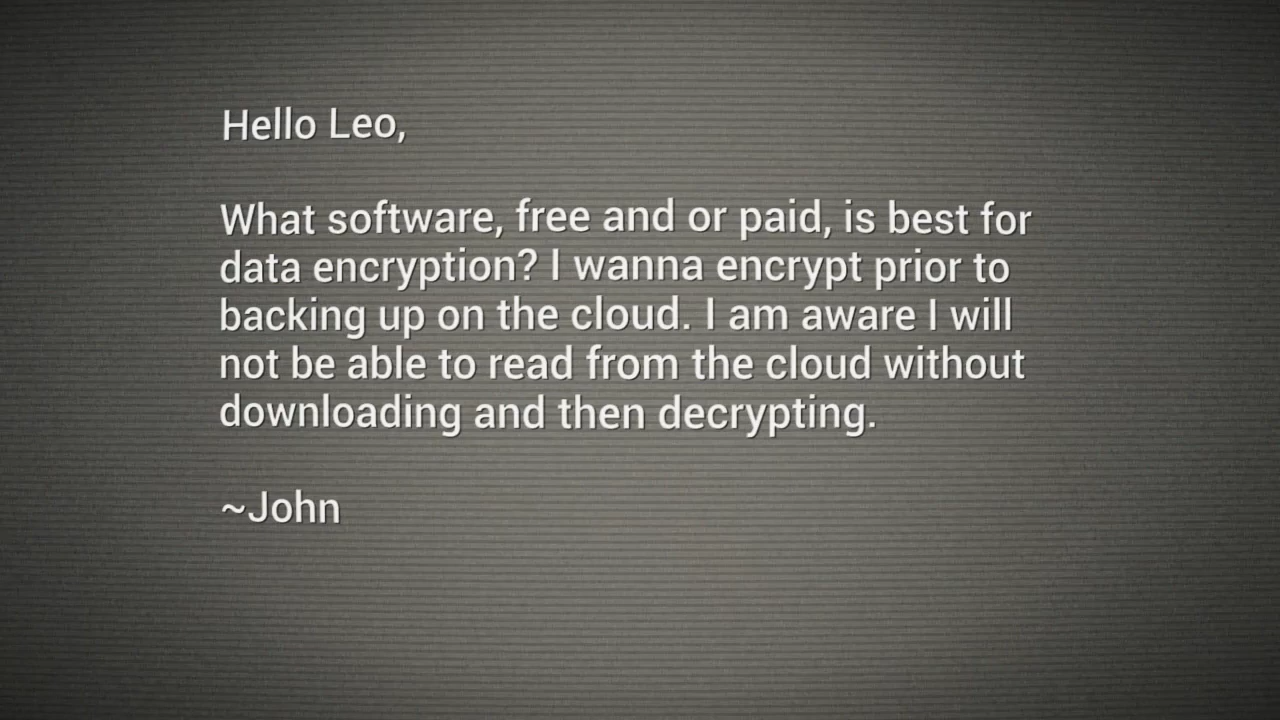 Hello Leo,
What software, free and or paid, is best for
data encryption? I wanna encrypt prior to
backing up on the cloud. I am aware I will
not be able to read from the cloud without
downloading and then decrypting.
~John